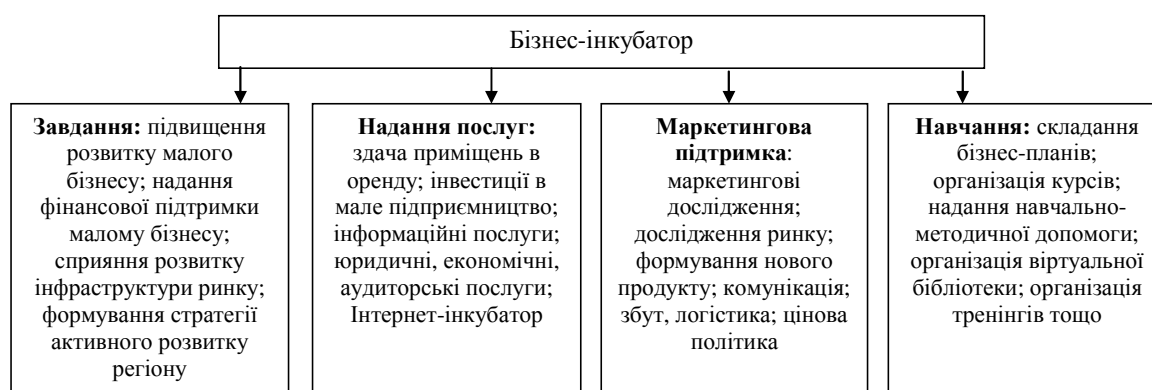 Бізнес-інкубатор
Завдання: підвищення
розвитку малого
бізнесу; надання
фінансової підтримки
малому бізнесу;
сприяння розвитку
інфраструктури ринку;
формування стратегії
активного розвитку
регіону
Надання послуг:
здача приміщень в
оренду; інвестиції в
мале підприємництво;
інформаційні послуги;
юридичні, економічні,
аудиторські послуги;
Інтернет-інкубатор
Маркетингова
підтримка:
маркетингові
дослідження;
дослідження ринку;
формування нового
продукту; комунікація;
збут, логістика; цінова
політика
Навчання: складання
бізнес-планів;
організація курсів;
надання навчально-
методичної допомоги;
організація віртуальної
бібліотеки; організація
тренінгів тощо